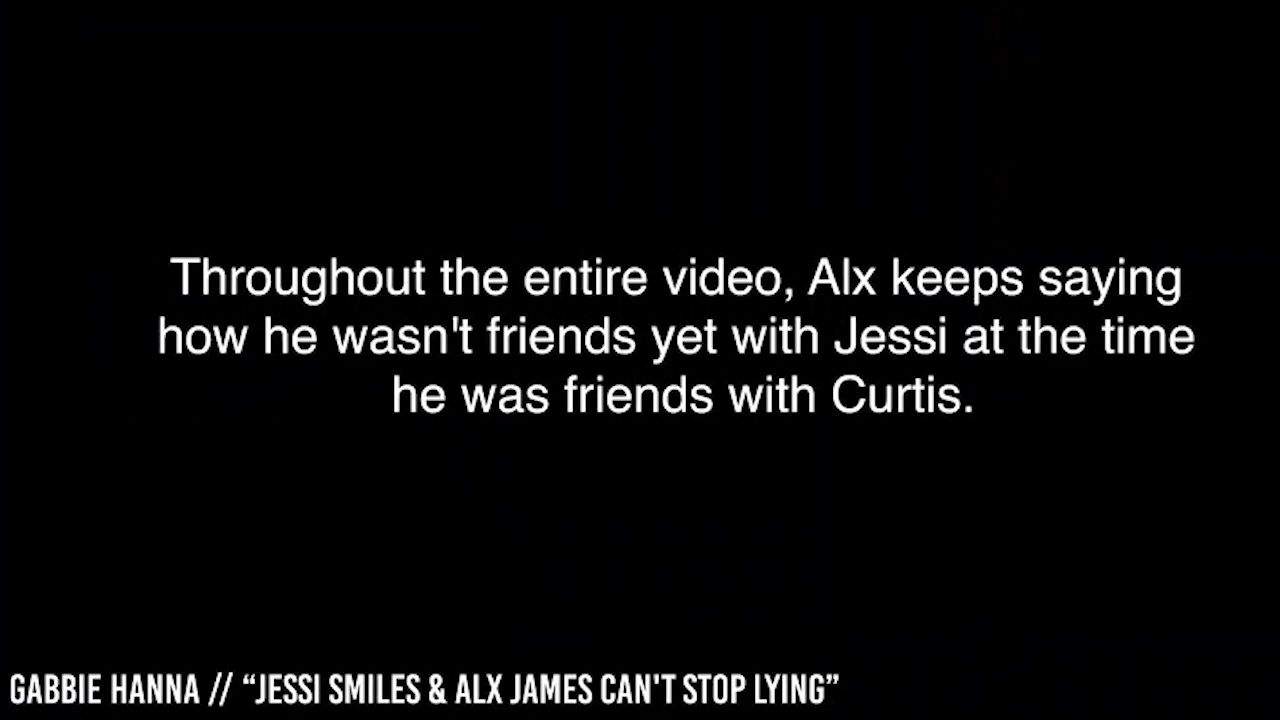 Throughout the entire video, Alx keeps saying
how he wasn't friends yet with Jessi at the time
he was friends with Curtis.
GABBIE HANNA // “JESSI SMILES & ALX JAMES CAN'T STOP LYING”